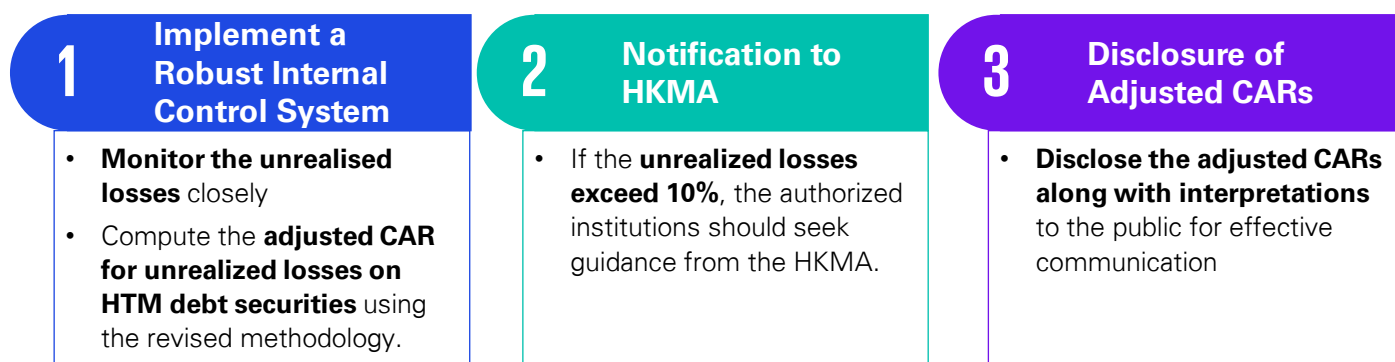 1
Implement a
Robust Internal
Control System
• Monitor the unrealised
losses closely
• Compute the adjusted CAR
for unrealized losses on
HTM debt securities using
the revised methodology.
2
Notification to
HKMA
• If the unrealized losses
exceed 10%, the authorized
institutions should seek
guidance from the HKMA.
3
Disclosure of
Adjusted CARs
• Disclose the adjusted CARs
along with interpretations
to the public for effective
communication